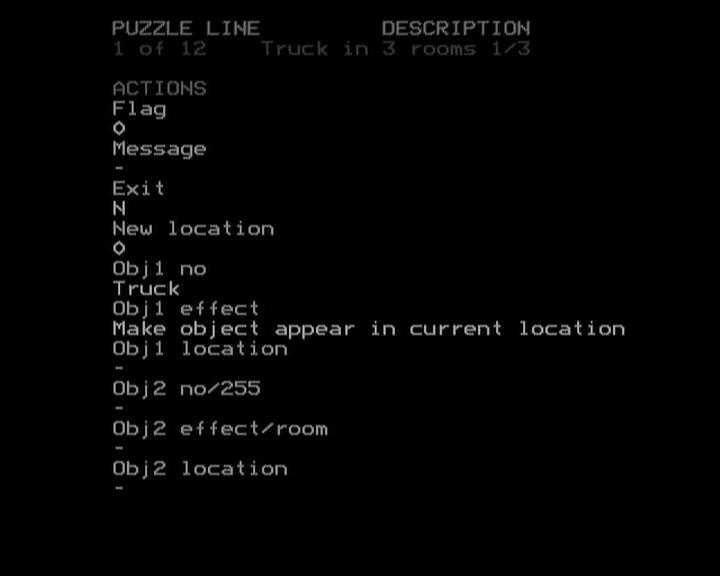 PUZZLE LINE DESCRIPTION
1 of 12 Truck in 3 rooms 1/3
ACTIONS
Flag
0
Message
-
Exit
N
New location
0
Obj1 no
Truck
Obj1 effect
Make object appear in current location
Obj1 location
-
Obj2 no/255
-
Obj2 effect/room
-
Obj2 location
-